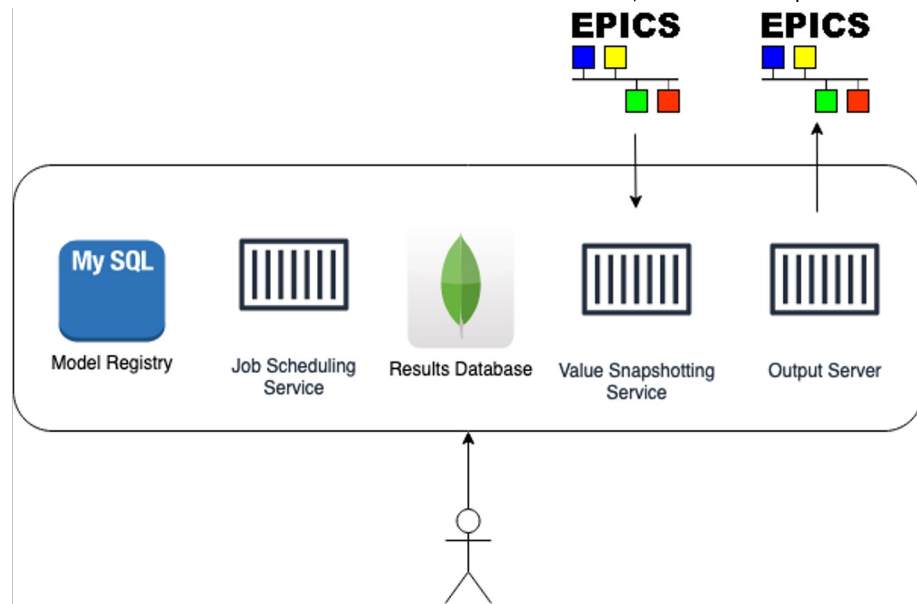 EPICS
EPICS
My SQL
Model Registry
Job Scheduling
Service
Results Database
Value Snapshotting
Service
Output Server